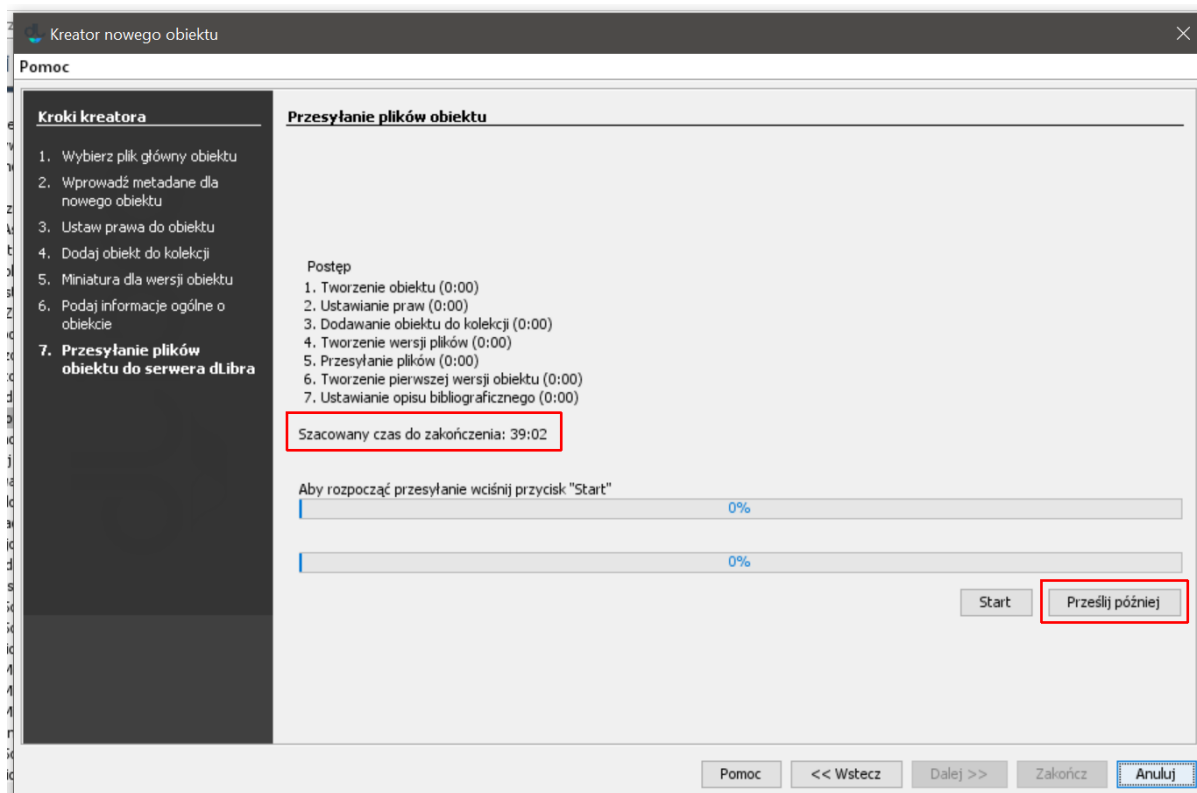 Kreator nowego obiektu
Pomoc
Kroki kreatora
1. Wybierz plik główny obiektu
2. Wprowadź metadane dla
nowego obiektu
3. Ustaw prawa do obiektu
4. Dodaj obiekt do kolekcji
5. Miniatura dla wersji obiektu
6. Podaj informacje ogólne o
obiekcie
7. Przesyłanie plików
obiektu do serwera dLibra
Przesyłanie plików obiektu
Postęp
1. Tworzenie obiektu (0:00)
2. Ustawianie praw (0:00)
3. Dodawanie obiektu do kolekcji (0:00)
4. Tworzenie wersji plików (0:00)
5. Przesyłanie plików (0:00)
6. Tworzenie pierwszej wersji obiektu (0:00)
7. Ustawianie opisu bibliograficznego (0:00)
Szacowany czas do zakończenia: 39:02
Aby rozpocząć przesyłanie wciśnij przycisk "Start"
0%
0%
Start Prześlij później
Pomoc << Wstecz Dalej >> Zakończ Anuluj